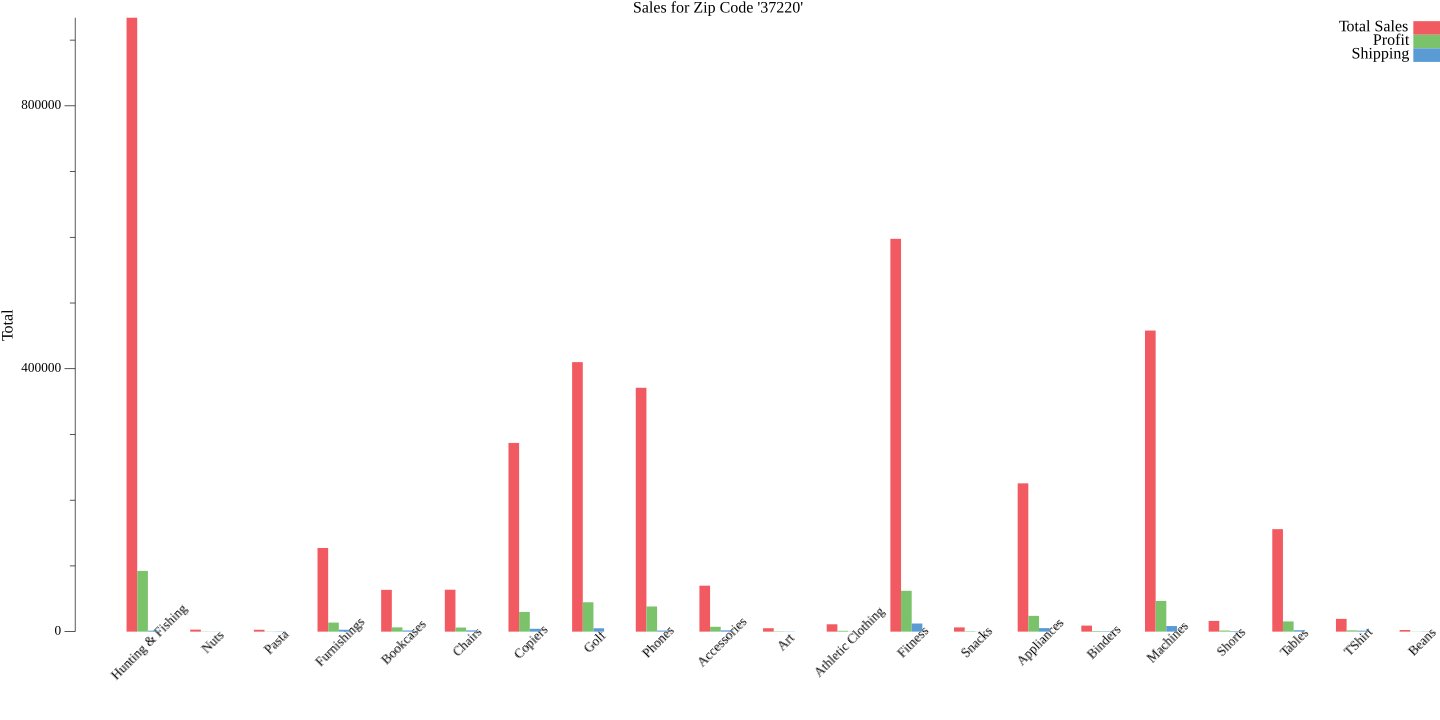 Sales for Zip Code '37220'
Total Sales
Profit
Shipping
800000
400000
0
Total
Hunting & Fishing
Nuts
Pasta
Furnishings
Bookcases
Chairs
Copiers
Golf
Phones
Accessories
Art
Athletic Clothing
Fitness
Snacks
Appliances
Binders
Machines
Shorts
Tables
TShirt
Beans